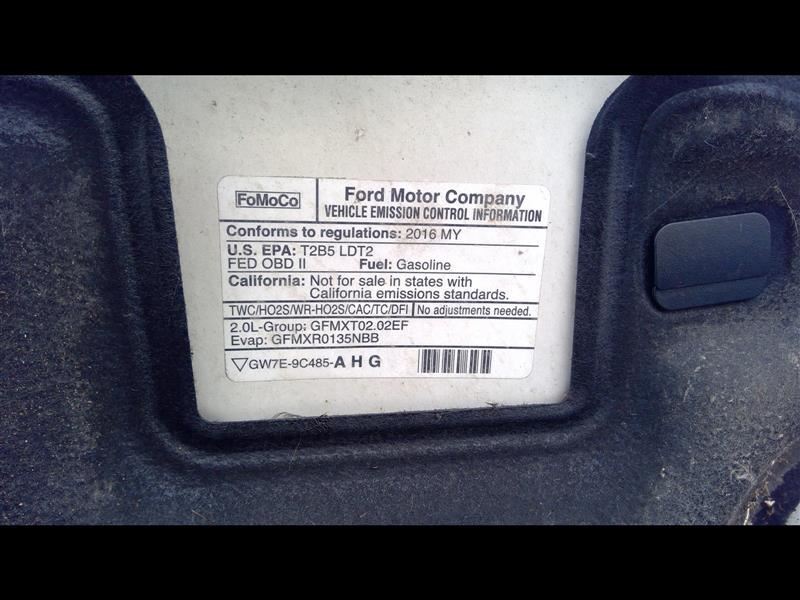 FoMoCo
Ford Motor Company
VEHICLE EMISSION CONTROL INFORMATION
Conforms to regulations: 2016 MY
U.S. EPA: T2B5 LDT2
FED OBD II Fuel: Gasoline
California: Not for sale in states with
California emissions standards.
TWC/HO2S/WR-HO2S/CAC/TC/DFI No adjustments needed.
2.0L-Group: GFMXT02.02EF
Evap: GFMXR0135NBB
GW7E-9C485-A H G